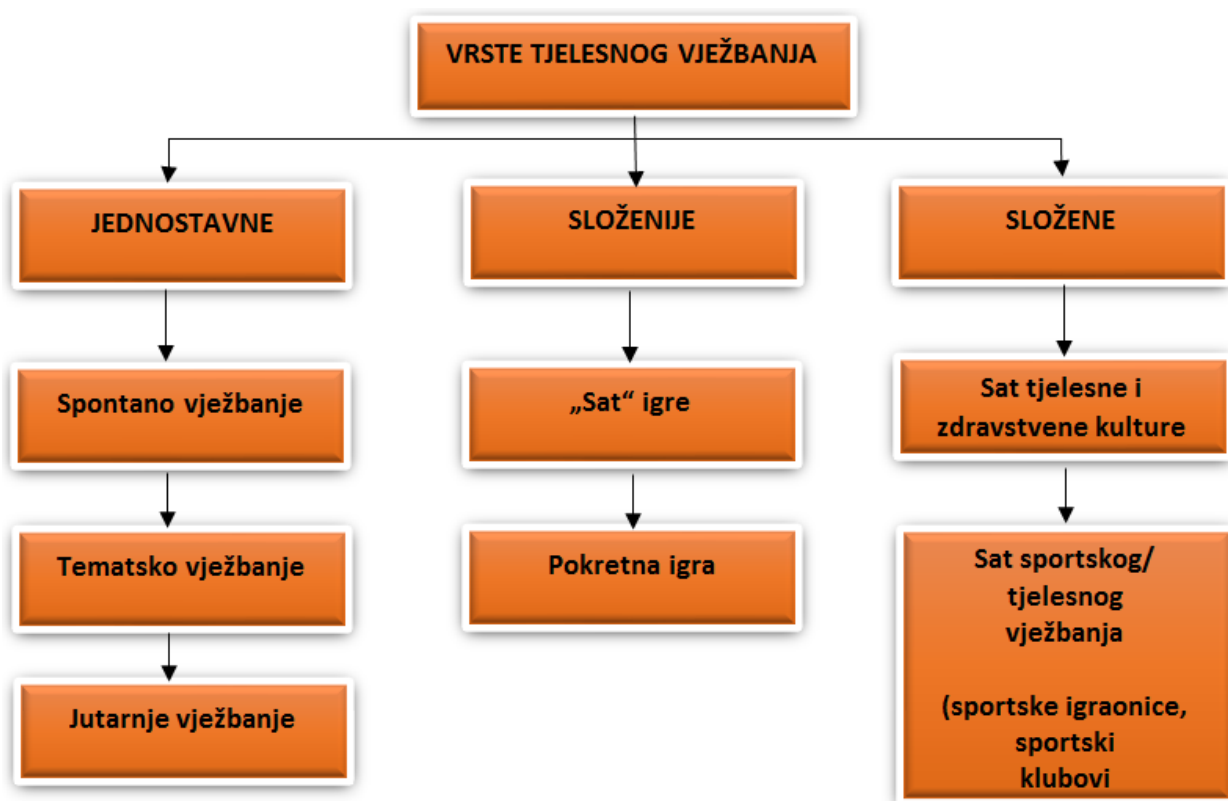 VRSTE TJELESNOG VJEŽBANJA
JEDNOSTAVNE
SLOŽENIJE
SLOŽENE
Spontano vježbanje
„Sat“ igre
Sat tjelesne i
zdravstvene kulture
Tematsko vježbanje
Pokretna igra
Sat sportskog/
tjelesnog
vježbanja
(sportske igraonice,
sportski
klubovi
Jutarnje vježbanje